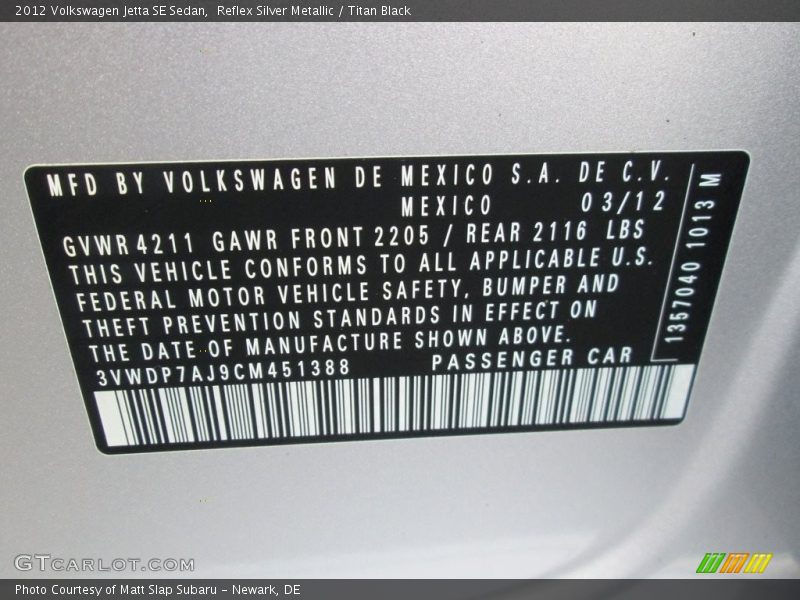 2012 Volkswagen Jetta SE Sedan,  Reflex Silver Metallic / Titan Black
MFD BY VOLKSWAGEN DE MEXICO S.A. DE C.V.
MEXICO 03/12
GVWR 4211 GAWR FRONT 2205 / REAR 2116 LBS
THIS VEHICLE CONFORMS TO ALL APPLICABLE U.S.
FEDERAL MOTOR VEHICLE SAFETY, BUMPER AND
THEFT PREVENTION STANDARDS IN EFFECT ON
THE DATE OF MANUFACTURE SHOWN ABOVE.
3VWDP7AJ9CM451388 PASSENGER CAR
1357040 1013 M
GTCARLOT.COM
Photo Courtesy of Matt Slap Subaru - Newark, DE